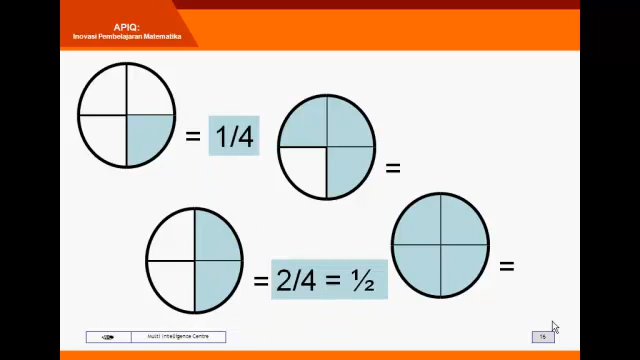 APIQ:
Inovasi Pembelajaran Matematika
= 1/4
=
= 2/4 = ½
=
Multi Intelligence Centre
16